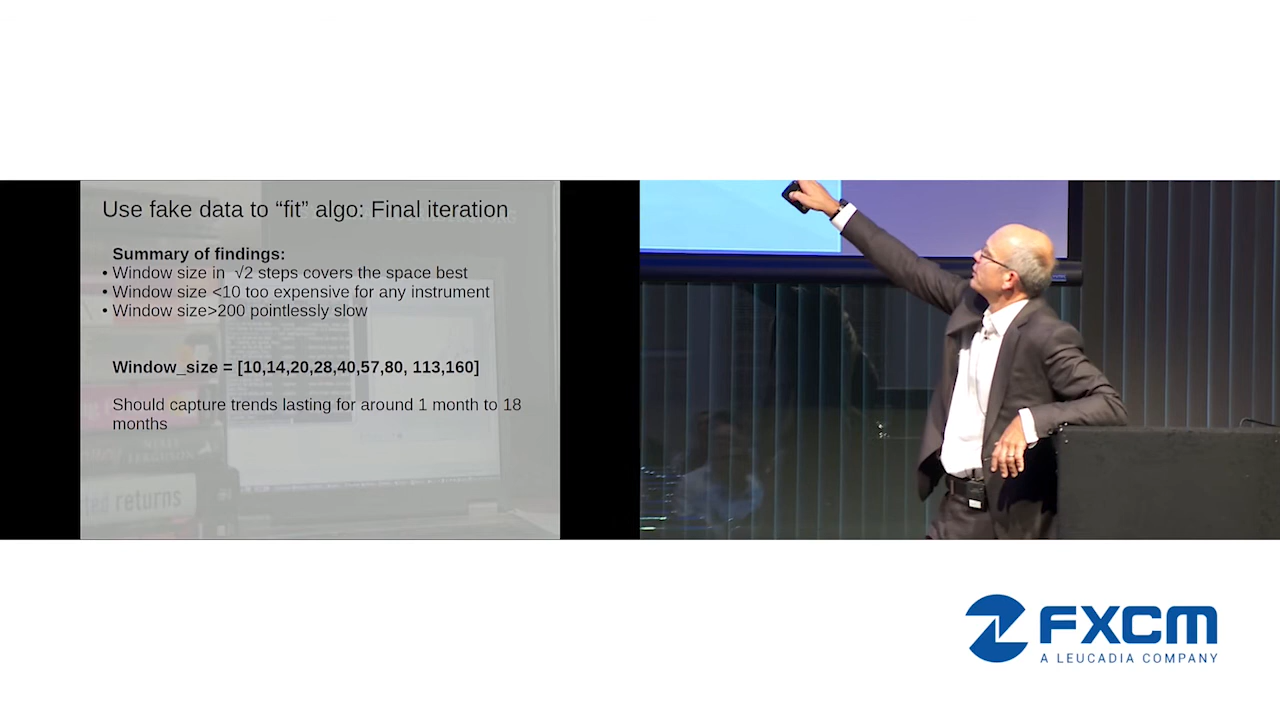 Use fake data to “fit” algo: Final iteration
Summary of findings:
• Window size in √2 steps covers the space best
• Window size <10 too expensive for any instrument
• Window size>200 pointlessly slow
Window_size = [10,14,20,28,40,57,80, 113,160]
Should capture trends lasting for around 1 month to 18
months
NIALL
FERGUSON
returns
FXCM
A LEUCADIA COMPANY